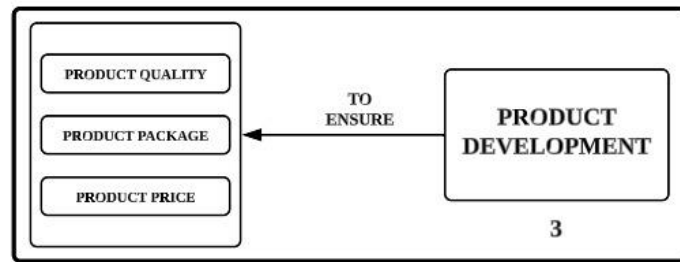 PRODUCT QUALITY
PRODUCT PACKAGE
PRODUCT PRICE
TO
ENSURE
PRODUCT
DEVELOPMENT
3